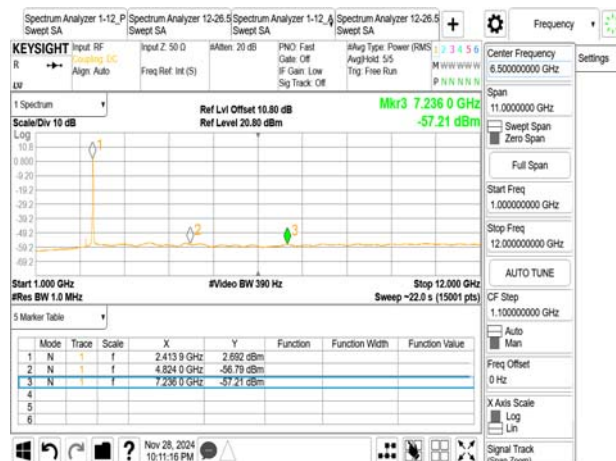 Spectrum Analyzer 1-12_P Spectrum Analyzer 12-26.5 Spectrum Analyzer 1-12_A Spectrum Analyzer 12-26.5
Swept SA Swept SA Swept SA Swept SA
+
Frequency
Settings
KEYSIGHT Input: RF Input Z: 50 Ω #Atten: 20 dB PNO: Fast #Avg Type: Power (RMS 1 2 3 4 5 6
R Coupling: DC Gate: Off Avg|Hold: 5/5 M W W W W W
Align: Auto Freq Ref: Int (S) IF Gain: Low Trig: Free Run
Sig Track: Off P N N N N N
1 Spectrum
Ref Lvl Offset 10.80 dB Mkr3 7.236 0 GHz
Scale/Div 10 dB Ref Level 20.80 dBm -57.21 dBm
Log
10.8
0.800
-9.20
-19.2
-29.2
-39.2
-49.2
-59.2
-69.2
1
2
3
Start 1.000 GHz #Video BW 390 Hz Stop 12.000 GHz
#Res BW 1.0 MHz Sweep ~22.0 s (15001 pts)
5 Marker Table
Mode Trace Scale X Y Function Function Width Function Value
1 N 1 f 2.413 9 GHz 2.692 dBm
2 N 1 f 4.824 0 GHz -56.79 dBm
3 N 1 f 7.236 0 GHz -57.21 dBm
4
5
6
Nov 28, 2024
10:11:16 PM
Center Frequency
6.500000000 GHz
Span
11.0000000 GHz
Swept Span
Zero Span
Full Span
Start Freq
1.000000000 GHz
Stop Freq
12.000000000 GHz
AUTO TUNE
CF Step
1.100000000 GHz
Auto
Man
Freq Offset
0 Hz
X Axis Scale
Log
Lin
Signal Track
(Span Zoom)